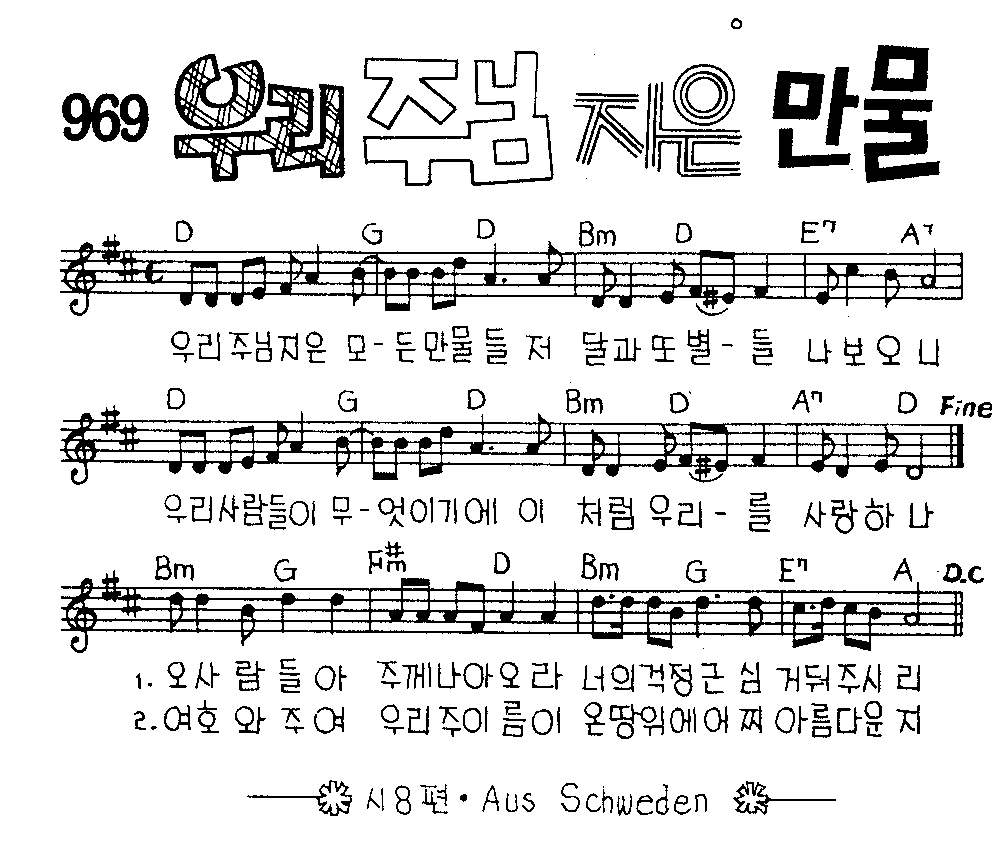 969 우리 주님 지은 만물
D G D Bm D E7 A7
우리주님지은 모-든만물들 저 달과 또 별-들 나보오니
D G D Bm D A7 D Fine
우리사람들이 무-엇이기에 이 처럼 우리-를 사랑하나
Bm G F#m D Bm G E7 A D.C
1. 오사 람 들 아 주께나아오라 너의걱정근 심 거둬주시 리
2. 여호 와 주 여 우리주이름이 온땅위에어 찌 아름다운 지
시8편 · Aus Schweden